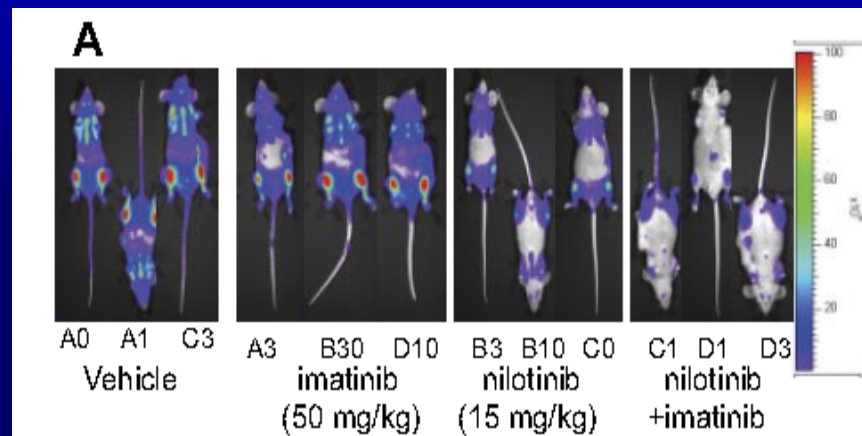 A
100
80
60
40
20
A0 A1 C3
Vehicle
A3 B30 D10
imatinib
(50 mg/kg)
B3 B10 C0
nilotinib
(15 mg/kg)
C1 D1 D3
nilotinib
+imatinib